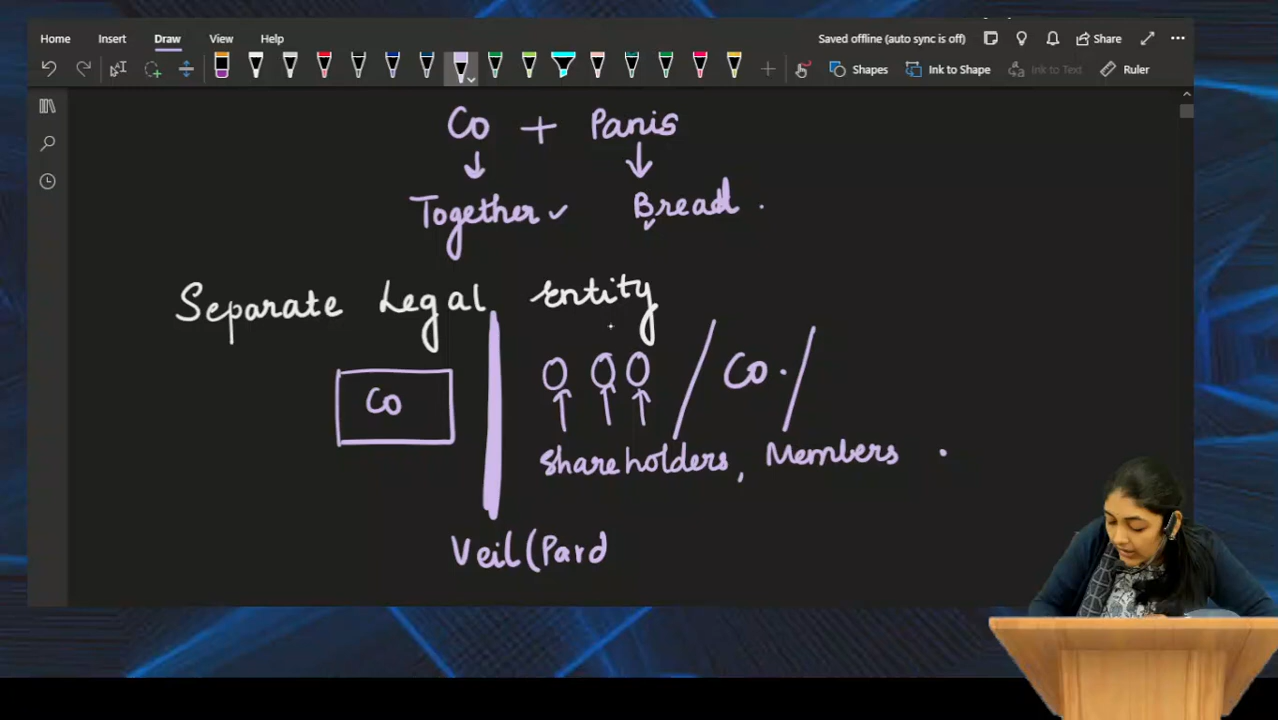 Home Insert Draw View Help Saved offline (auto sync is off) Share
Shapes Ink to Shape Ink to Text Ruler
Co + Panis
Together Bread
Separate Legal entity
Co Co.
Shareholders, Members
Veil (Pard